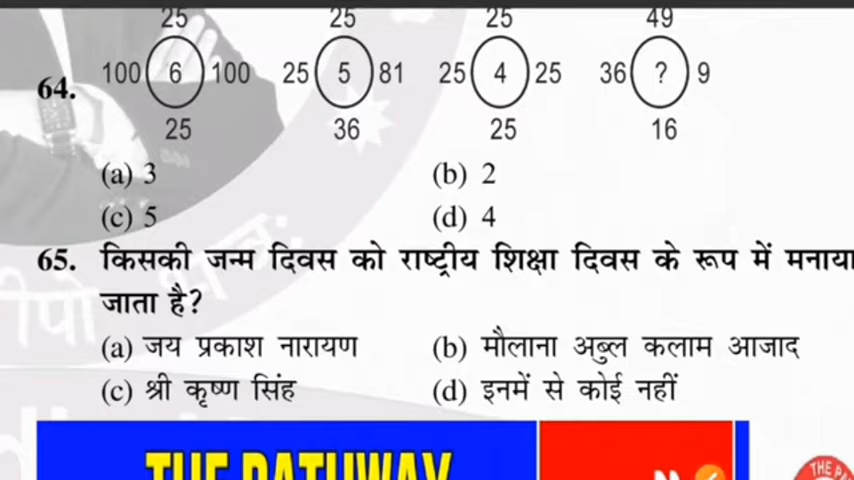 25 25 25 49
64. 100 6 100 25 5 81 25 4 25 36 ? 9
25 36 25 16
(a) 3 (b) 2
(c) 5 (d) 4
65. किसकी जन्म दिवस को राष्ट्रीय शिक्षा दिवस के रूप में मनाया
जाता है?
(a) जय प्रकाश नारायण (b) मौलाना अबुल कलाम आजाद
(c) श्री कृष्ण सिंह (d) इनमें से कोई नहीं
THE PATHWAY